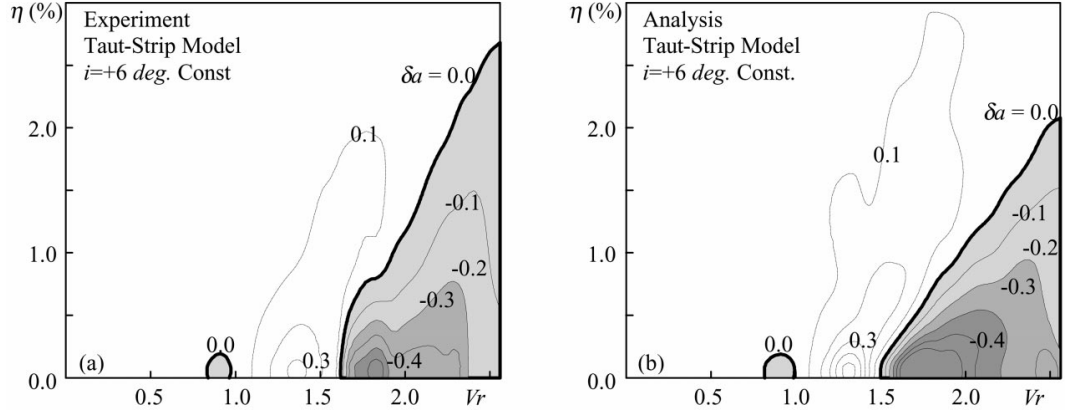 η (%)
Experiment
Taut-Strip Model
i=+6 deg. Const
δa = 0.0
2.0
0.1
-0.1
1.0
-0.2
-0.3
0.0
0.3
-0.4
(a)
0.0
0.5
1.0
1.5
2.0
Vr
η (%)
Analysis
Taut-Strip Model
i=+6 deg. Const.
δa = 0.0
2.0
0.1
-0.1
-0.2
1.0
-0.3
0.0
0.3
-0.4
(b)
0.0
0.5
1.0
1.5
2.0
Vr